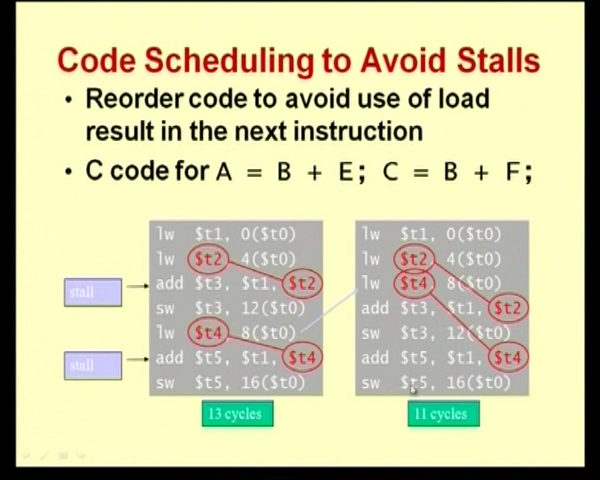 Code Scheduling to Avoid Stalls
• Reorder code to avoid use of load
result in the next instruction
• C code for A = B + E; C = B + F;
lw $t1, 0($t0)
lw $t2, 4($t0)
stall
add $t3, $t1, $t2
sw $t3, 12($t0)
lw $t4, 8($t0)
stall
add $t5, $t1, $t4
sw $t5, 16($t0)
13 cycles
lw $t1, 0($t0)
lw $t2, 4($t0)
lw $t4, 8($t0)
add $t3, $t1, $t2
sw $t3, 12($t0)
add $t5, $t1, $t4
sw $t5, 16($t0)
11 cycles